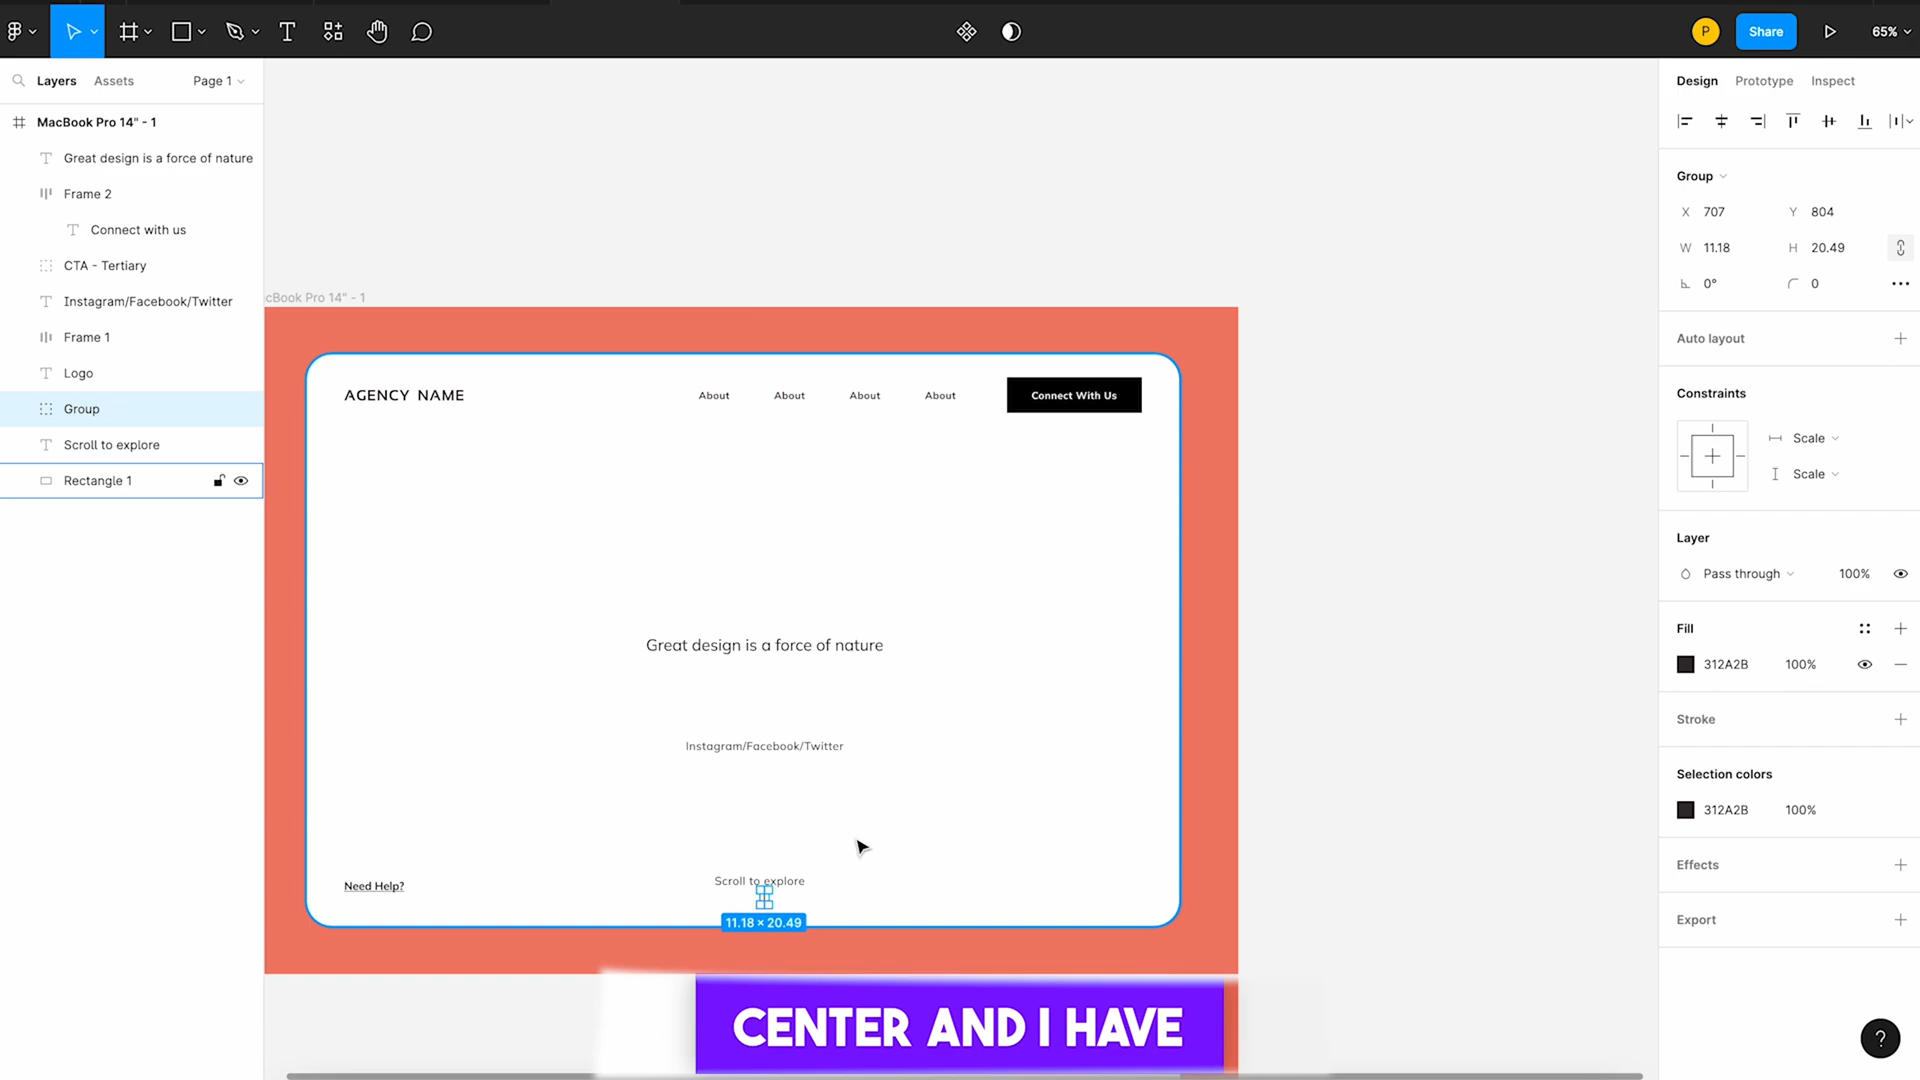 P
Share
65%
Layers
Assets
Page 1
MacBook Pro 14" - 1
Great design is a force of nature
Frame 2
Connect with us
CTA - Tertiary
Instagram/Facebook/Twitter
Frame 1
Logo
Group
Scroll to explore
Rectangle 1
cBook Pro 14" - 1
AGENCY NAME
About
About
About
About
Connect With Us
Great design is a force of nature
Instagram/Facebook/Twitter
Need Help?
Scroll to explore
11.18 × 20.49
CENTER AND I HAVE
Design
Prototype
Inspect
Group
X 707
Y 804
W 11.18
H 20.49
0°
0
Auto layout
Constraints
Scale
Scale
Layer
Pass through
100%
Fill
312A2B
100%
Stroke
Selection colors
312A2B
100%
Effects
Export
?